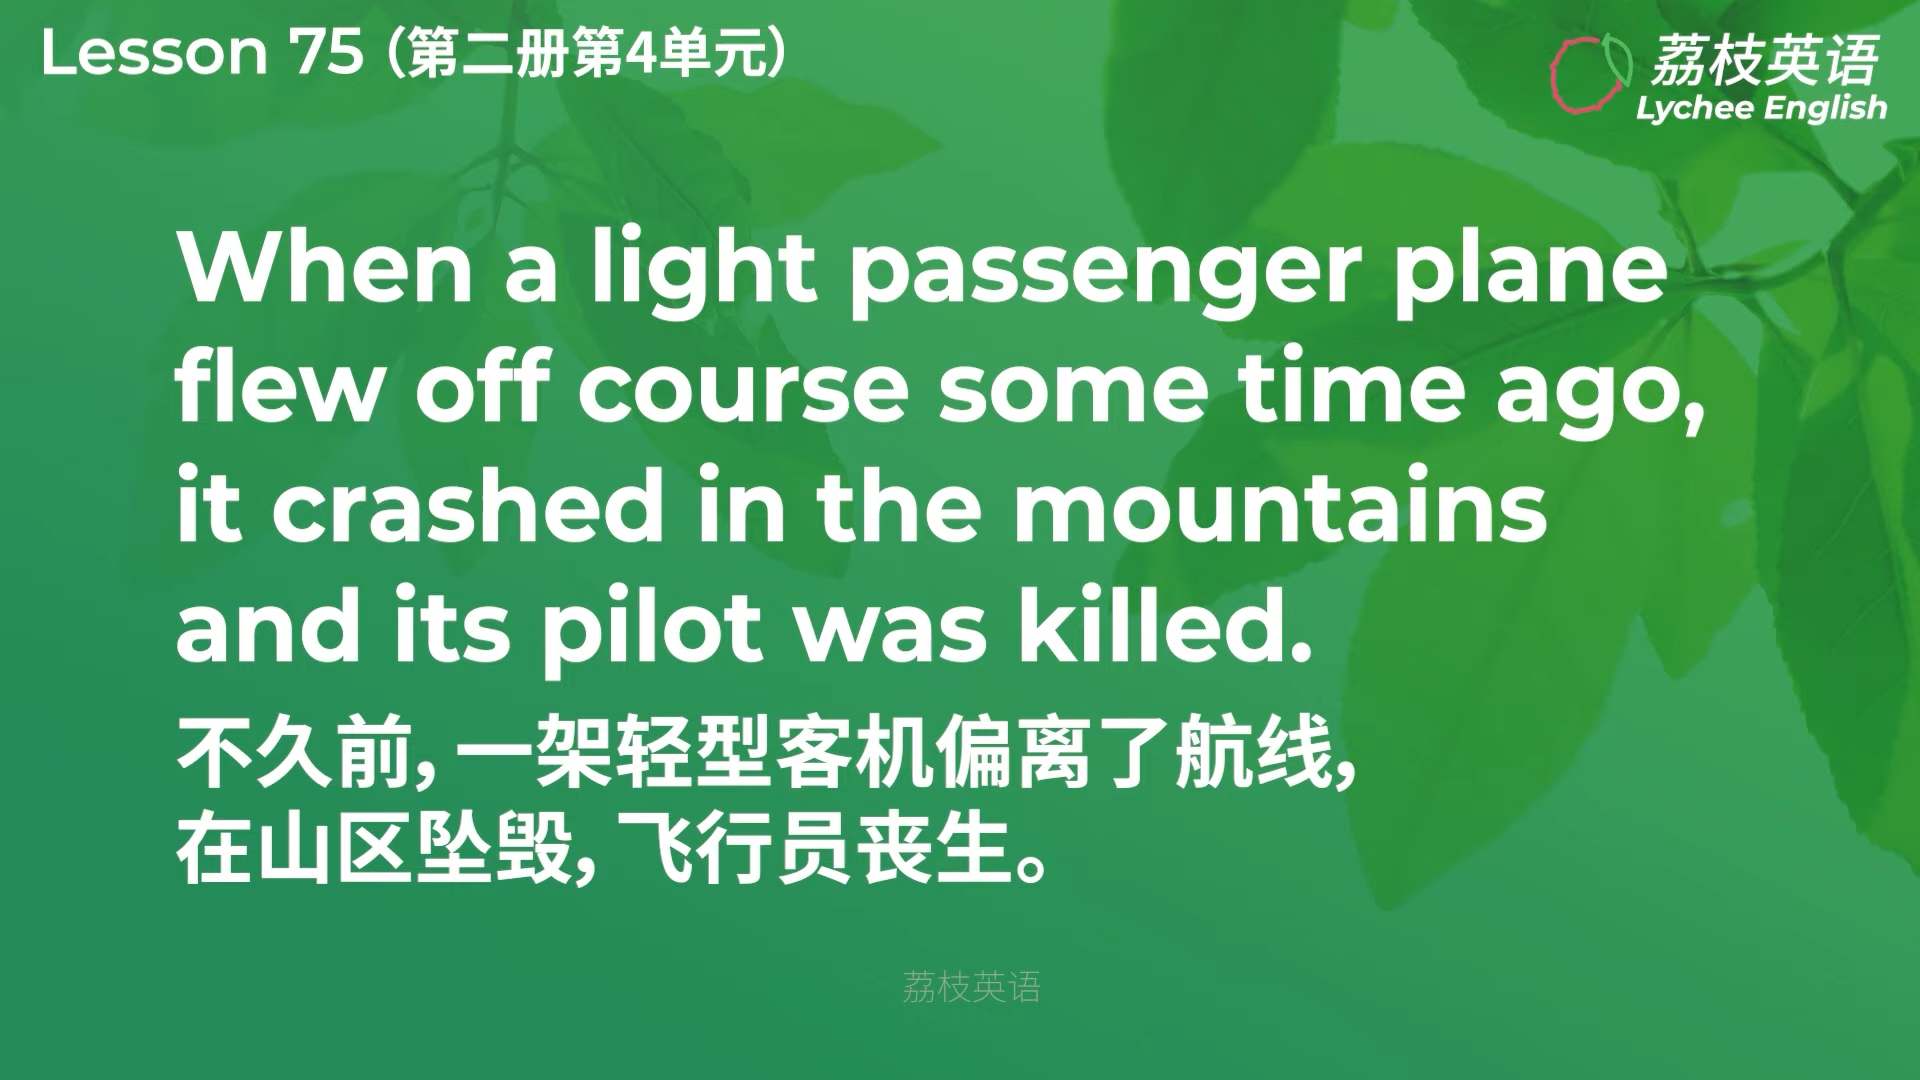 Lesson 75（第二册第4单元）
荔枝英语
Lychee English
When a light passenger plane
flew off course some time ago,
it crashed in the mountains
and its pilot was killed.
不久前，一架轻型客机偏离了航线，
在山区坠毁，飞行员丧生。
荔枝英语